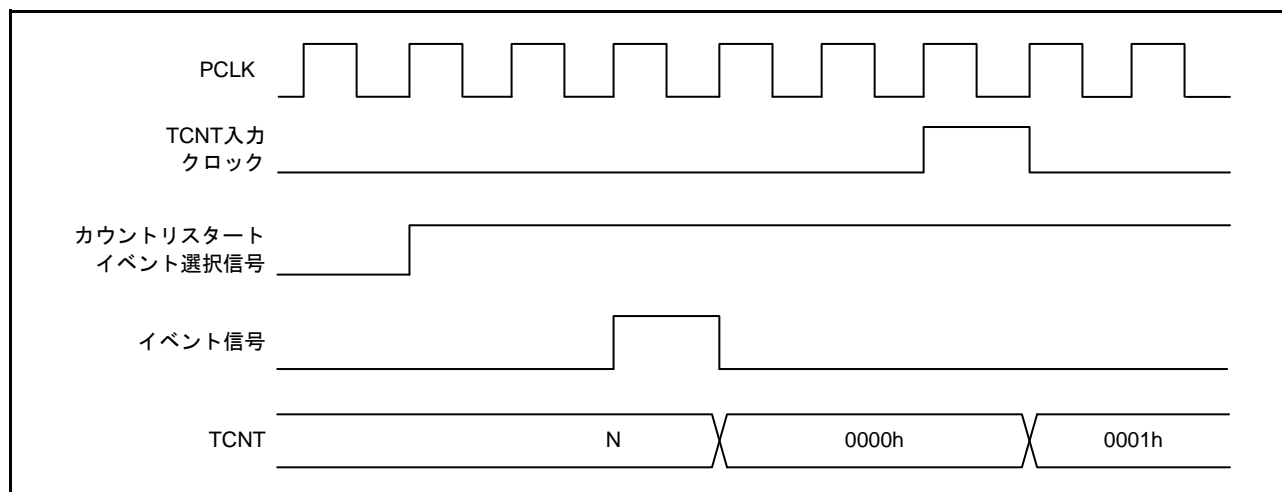 PCLK
TCNT入力
クロック
カウントリスタート
イベント選択信号
イベント信号
TCNT
N
0000h
0001h